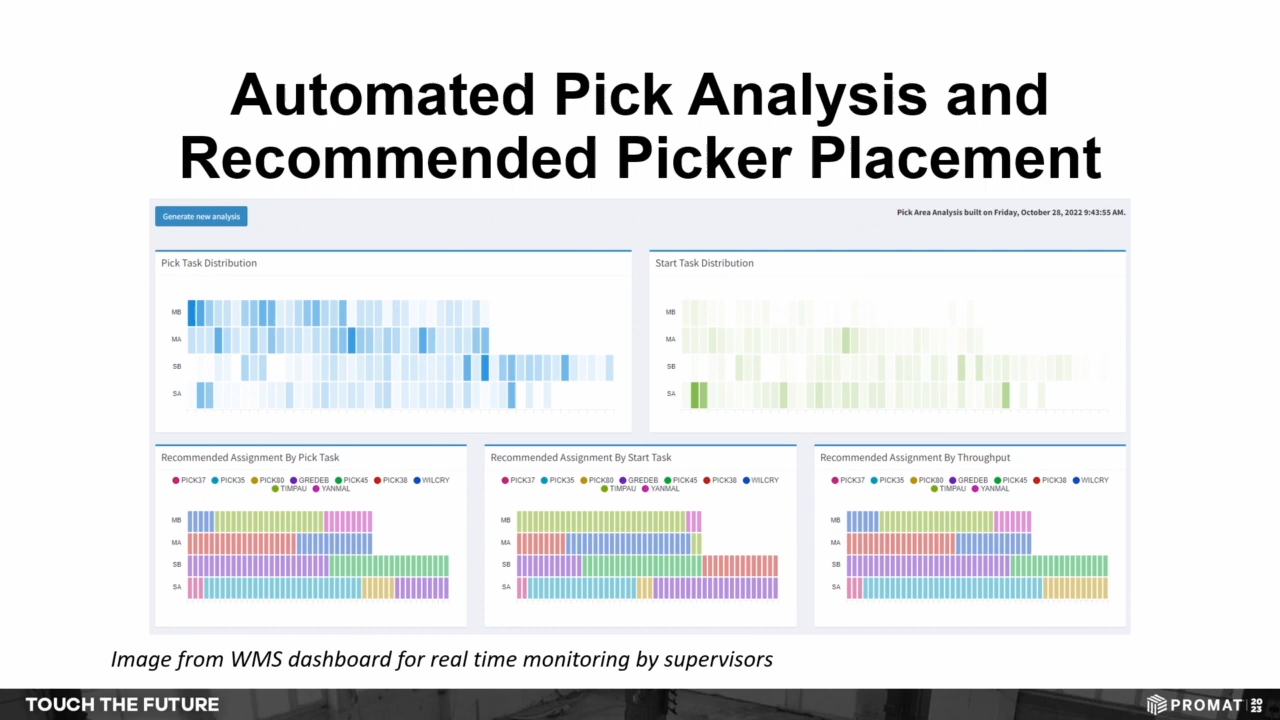 Automated Pick Analysis and
Recommended Picker Placement
Generate new analysis
Pick Area Analysis built on Friday, October 28, 2022 9:43:55 AM.
Pick Task Distribution
MB
MA
SB
SA
Start Task Distribution
MB
MA
SB
SA
Recommended Assignment By Pick Task
PICK37 PICK35 PICK80 GREDEB PICK45 PICK38 WILCRY
TIMPAU YANMAL
MB
MA
SB
SA
Recommended Assignment By Start Task
PICK37 PICK35 PICK80 GREDEB PICK45 PICK38 WILCRY
TIMPAU YANMAL
MB
MA
SB
SA
Recommended Assignment By Throughput
PICK37 PICK35 PICK80 GREDEB PICK45 PICK38 WILCRY
TIMPAU YANMAL
MB
MA
SB
SA
Image from WMS dashboard for real time monitoring by supervisors
TOUCH THE FUTURE
PROMAT 20
23